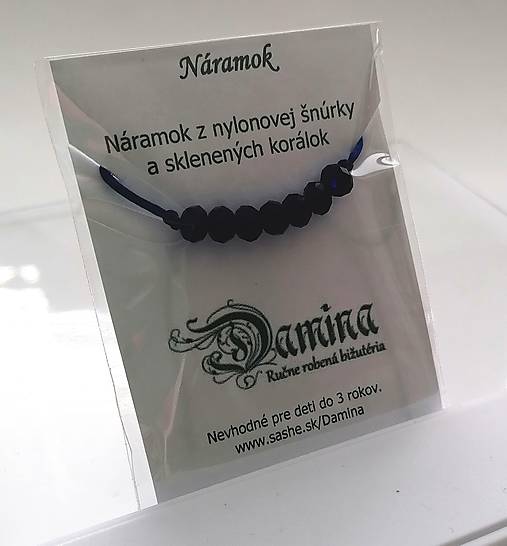 Náramok
Náramok z nylonovej šnúrky
a sklenených korálok
Damina
Ručne robená bižutéria
Nevhodné pre deti do 3 rokov.
www.sashe.sk/Damina